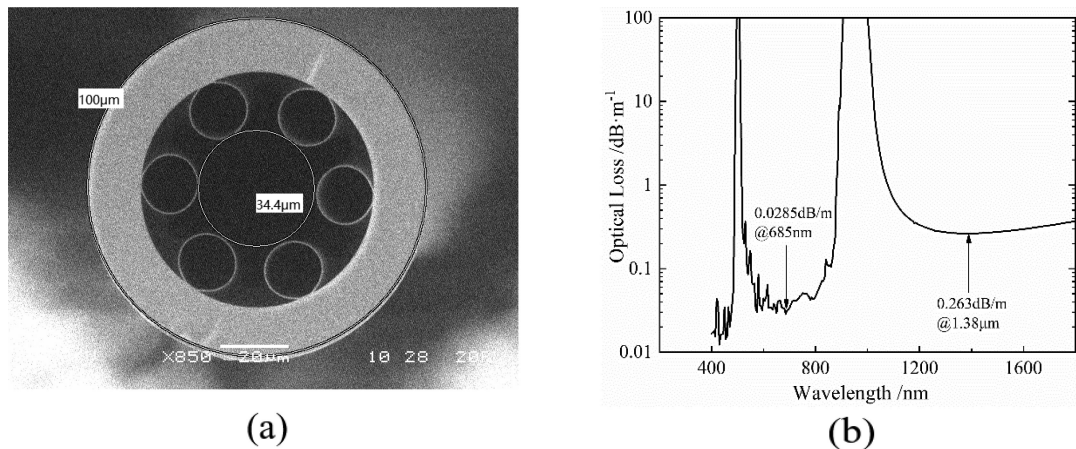 100μm
34.4μm
X850 20μm 10 28 20
(a)
100
10
1
0.1
0.01
Optical Loss /dB·m⁻¹
0.0285dB/m
@685nm
0.263dB/m
@1.38μm
400 800 1200 1600
Wavelength /nm
(b)